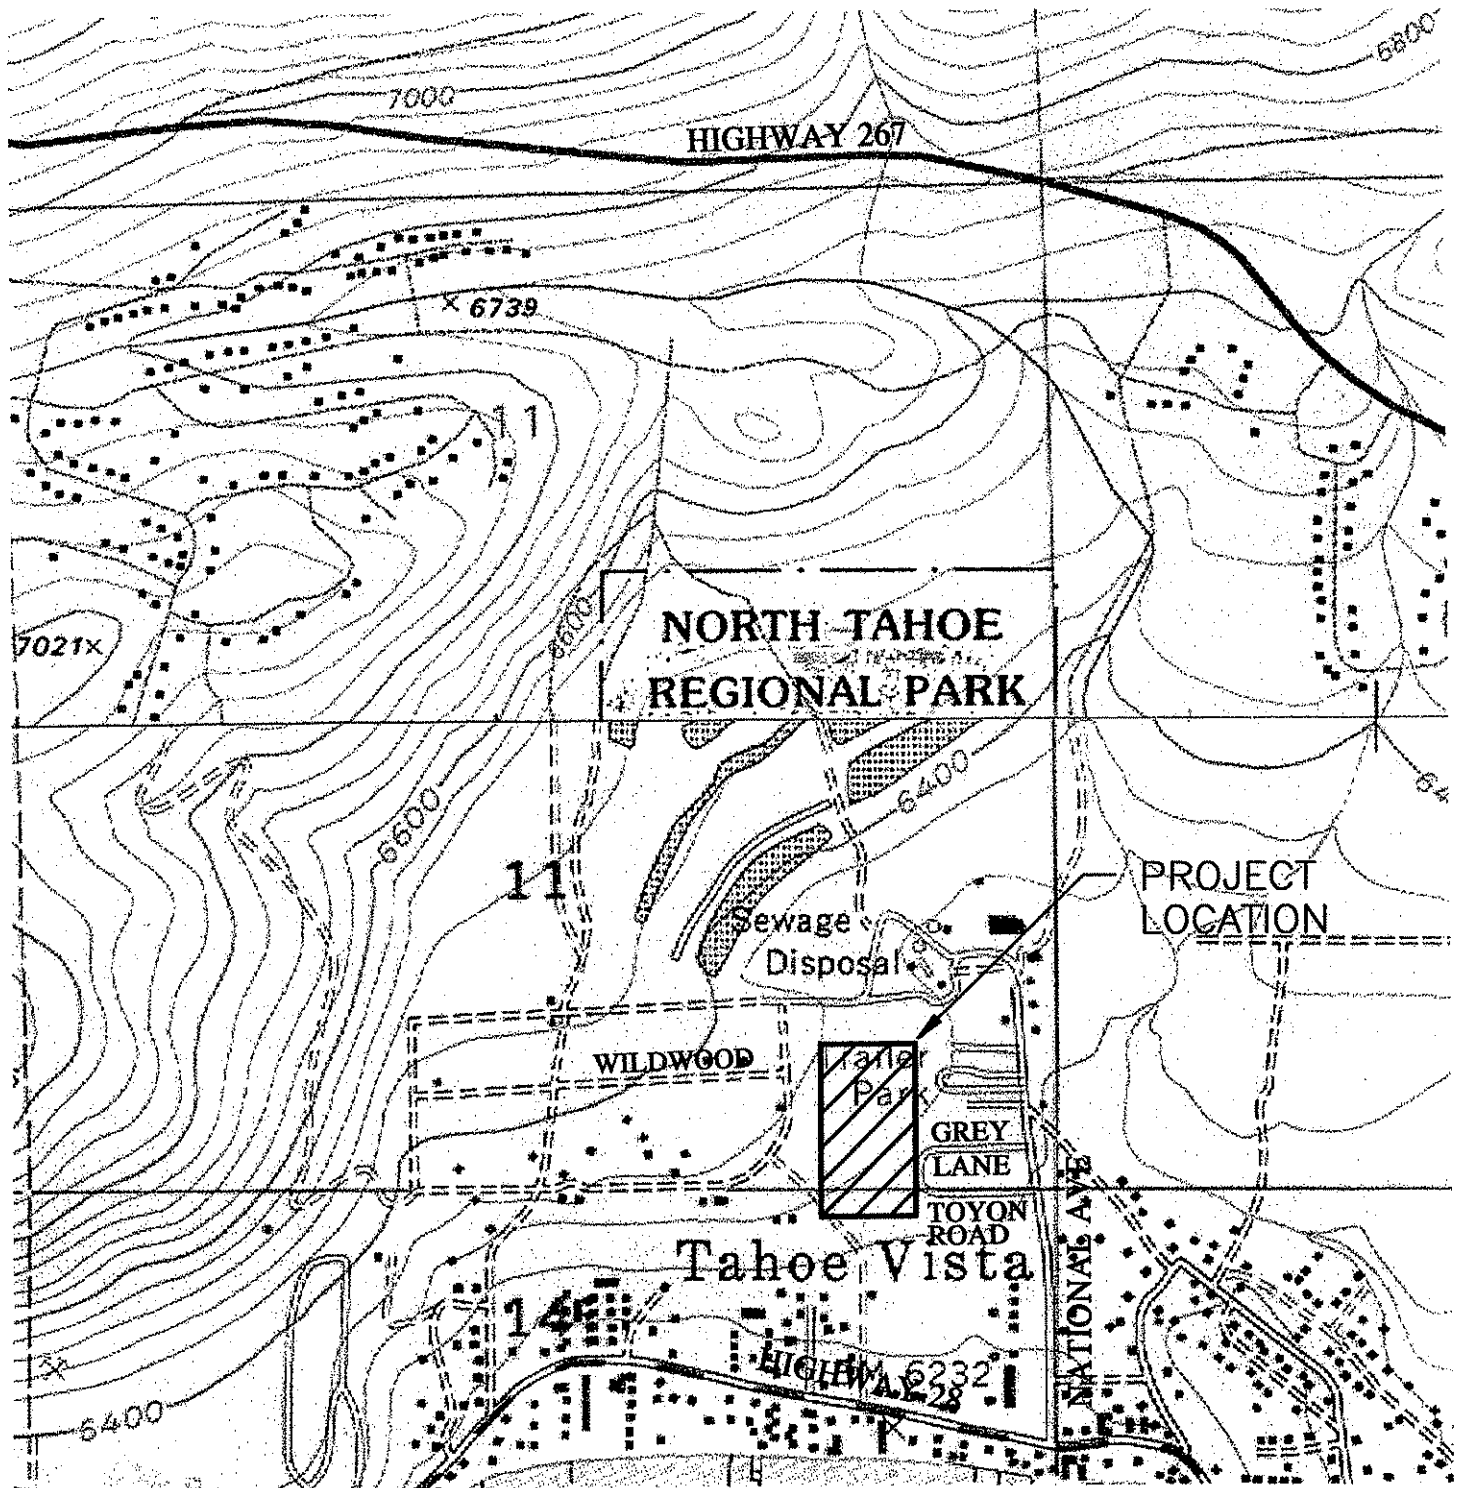 6800
7000
HIGHWAY 267
6739
11
NORTH TAHOE
REGIONAL PARK
6600
7021
6400
64
6600
11
PROJECT
LOCATION
Sewage
Disposal
WILDWOOD
Trailer
Park
GREY
LANE
TOYON
ROAD
NATIONAL AVE
Tahoe Vista
14
HIGHWAY 28
6232
6400